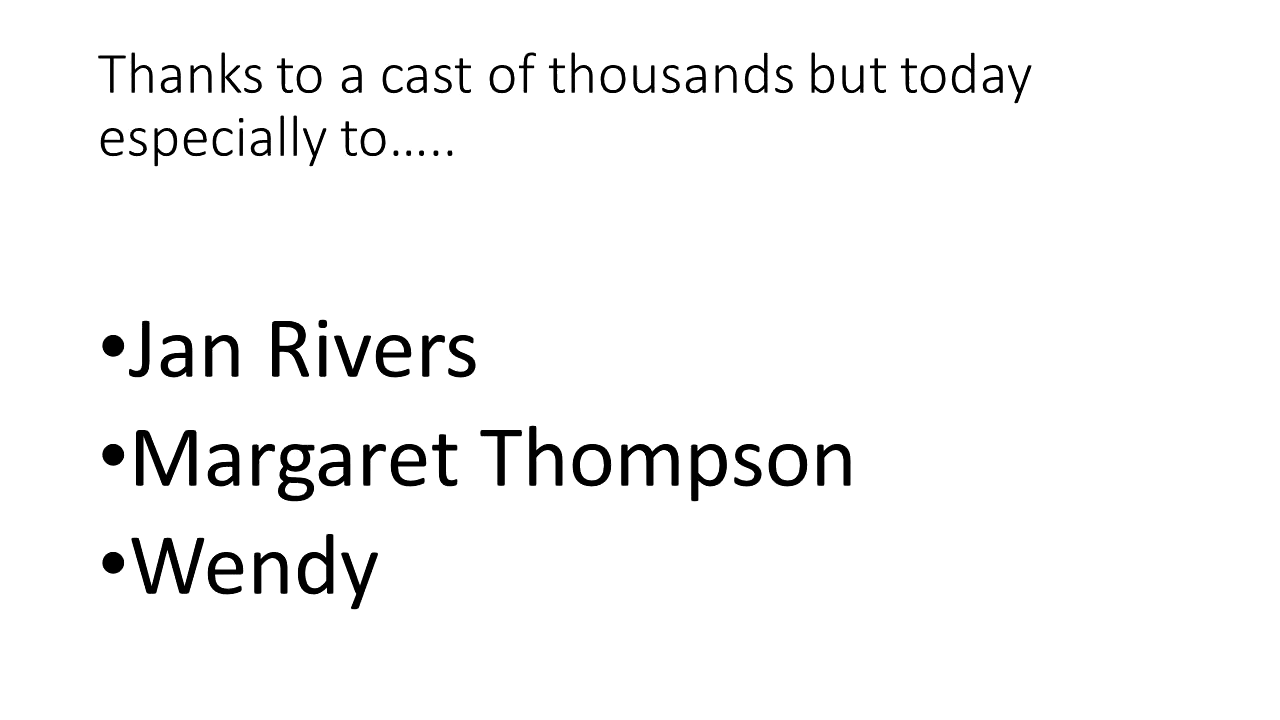 Thanks to a cast of thousands but today
especially to…..
•Jan Rivers
•Margaret Thompson
•Wendy